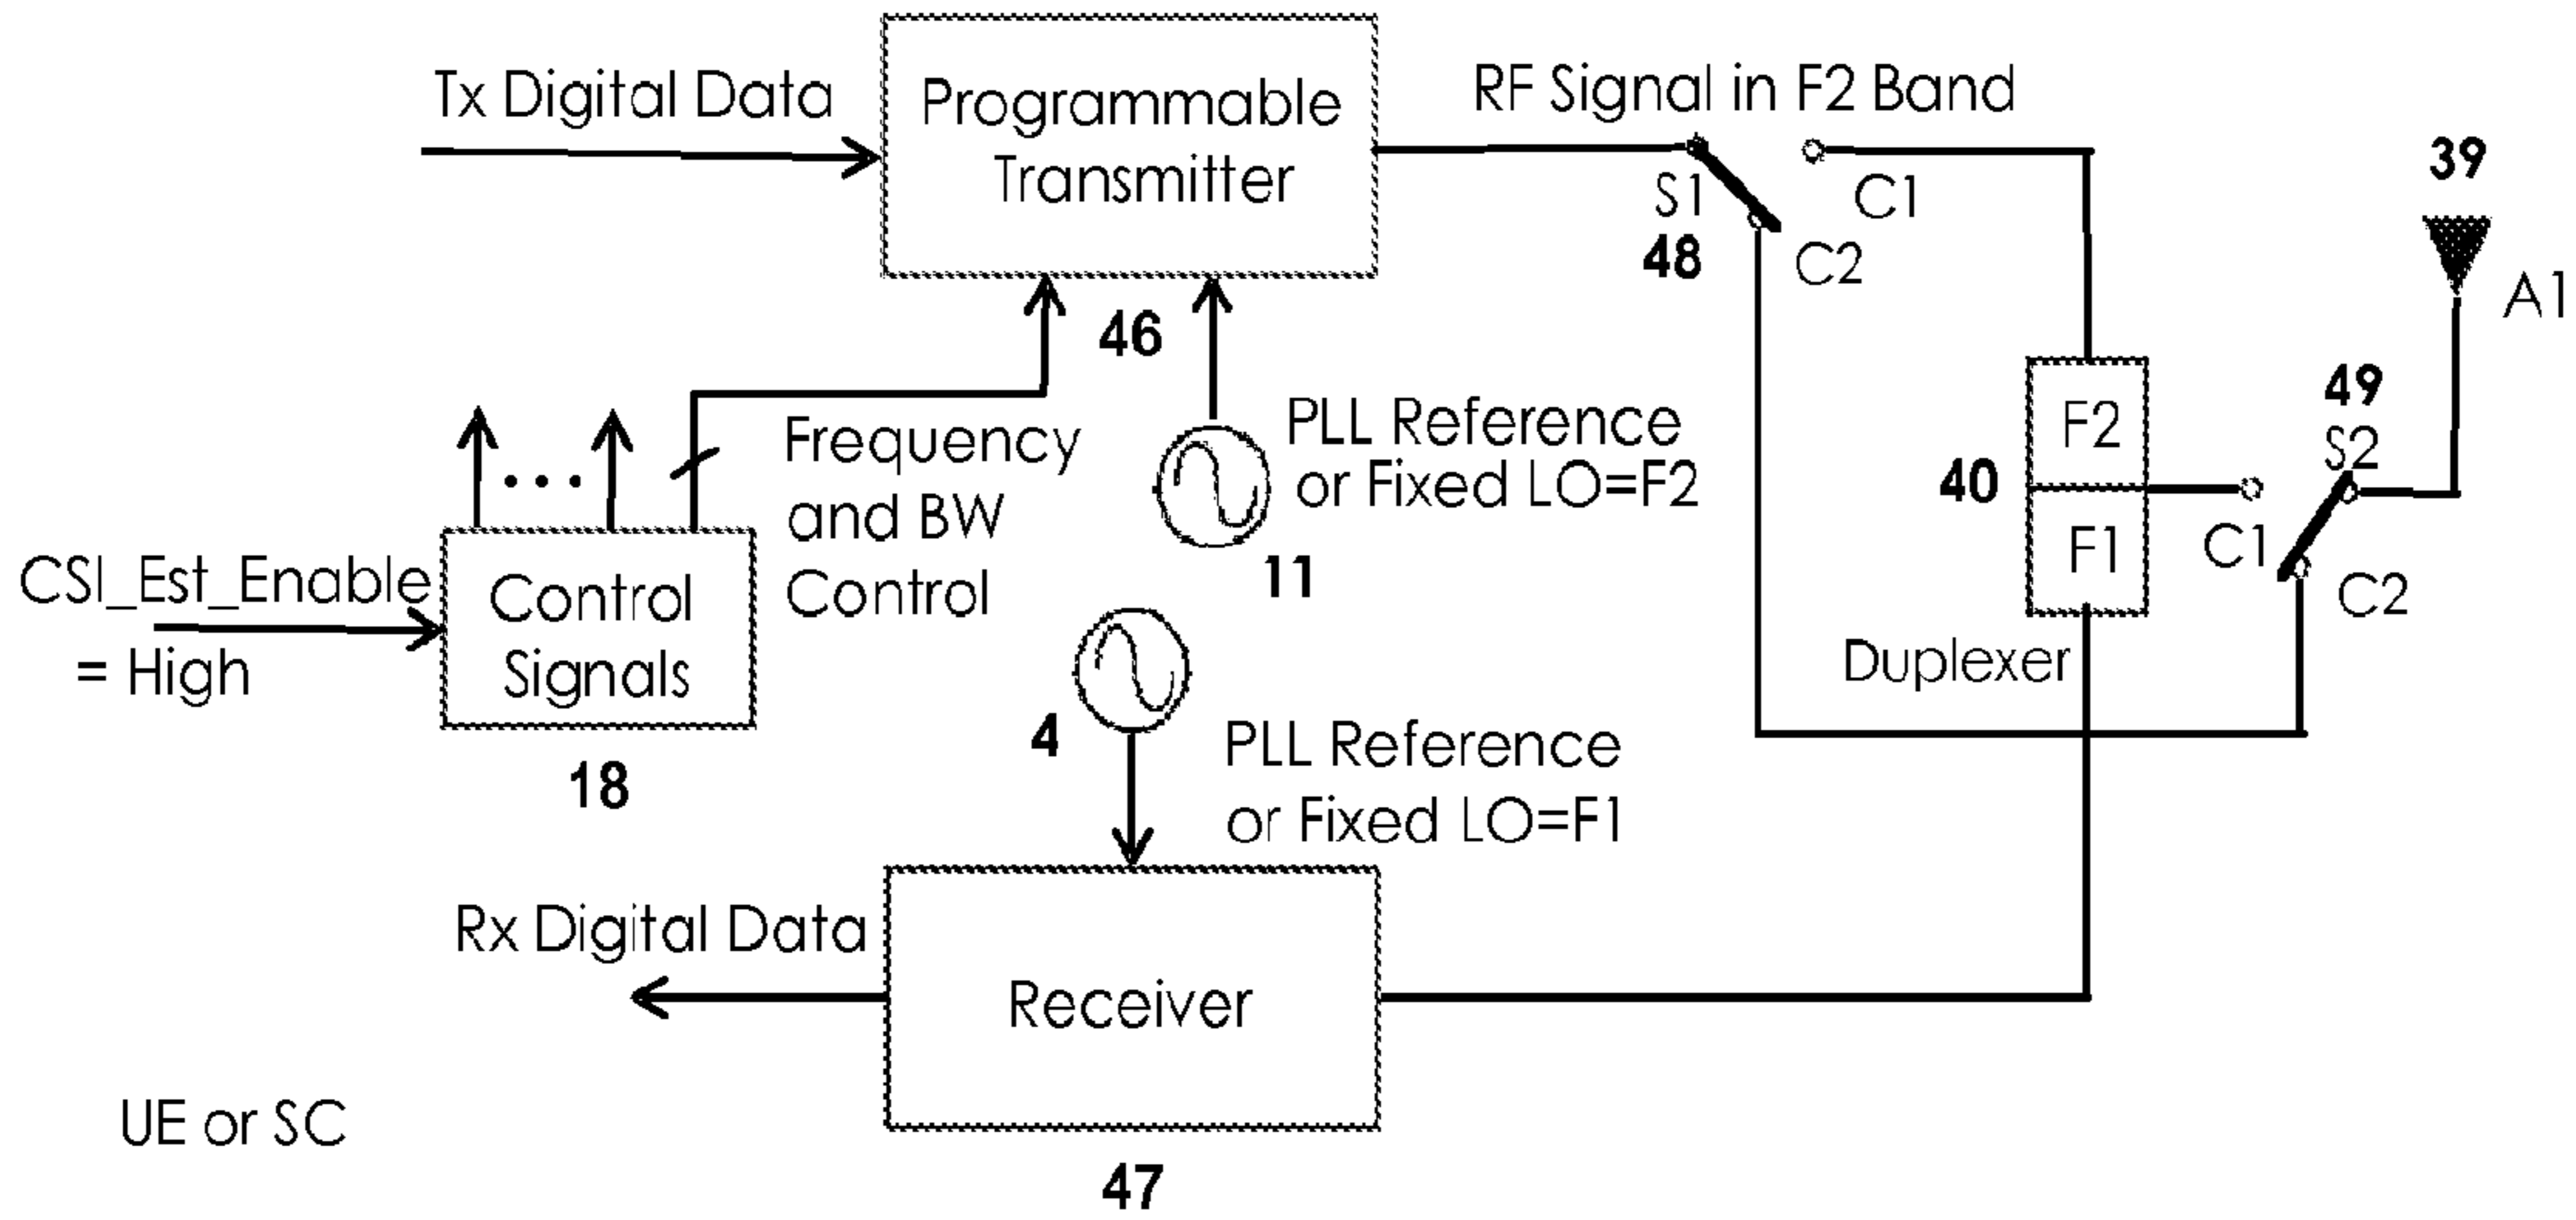 Tx Digital Data
Programmable
Transmitter
RF Signal in F2 Band
S1
C1
48
C2
39
A1
46
Frequency
and BW
Control
PLL Reference
or Fixed LO=F2
11
F2
F1
40
49
S2
C1
C2
Duplexer
CSI_Est_Enable
= High
Control
Signals
18
4
PLL Reference
or Fixed LO=F1
Rx Digital Data
Receiver
47
UE or SC